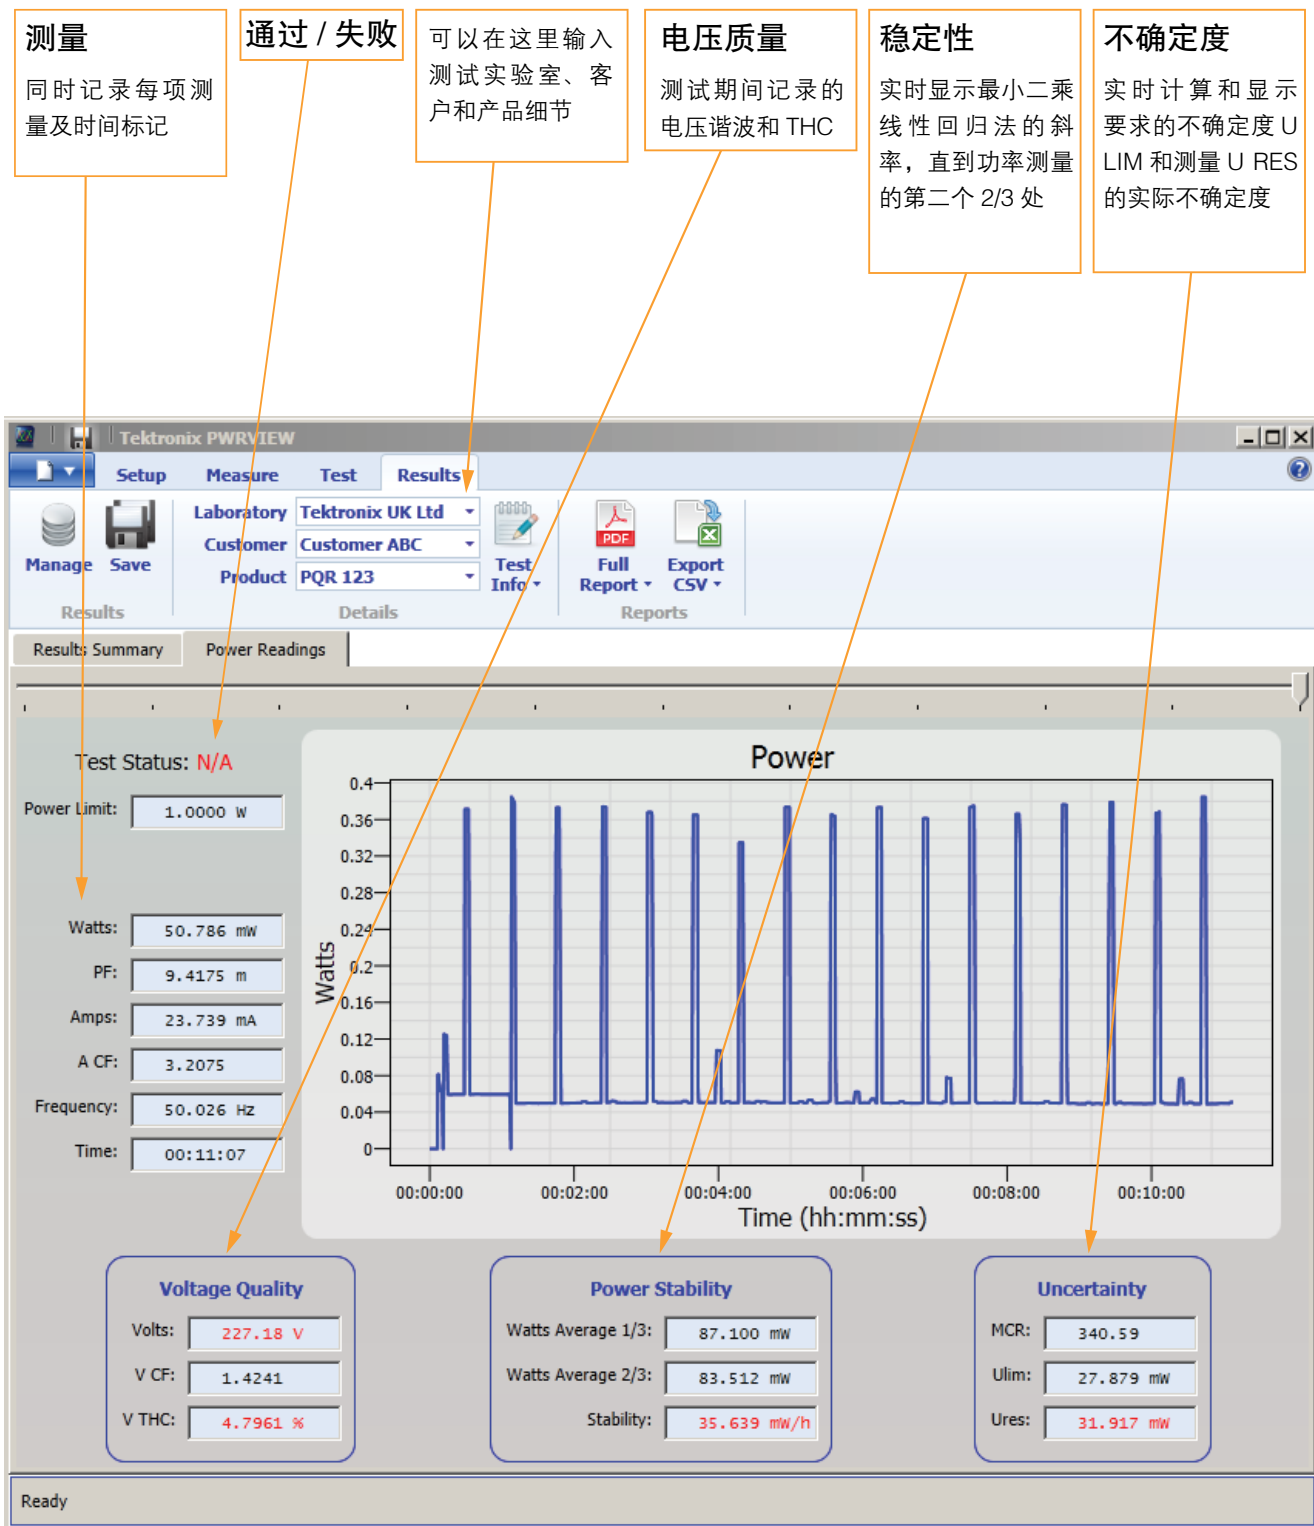 测量
同时记录每项测
量及时间标记
通过 / 失败
可以在这里输入
测试实验室、客
户和产品细节
电压质量
测试期间记录的
电压谐波和 THC
稳定性
实时显示最小二乘
线性回归法的斜
率，直到功率测量
的第二个 2/3 处
不确定度
实时计算和显示
要求的不确定度 U
LIM 和测量 U RES
的实际不确定度
Tektronix PWRVIEW
Setup Measure Test Results
Laboratory Tektronix UK Ltd
Customer Customer ABC
Product PQR 123
Manage Save
Test
Info
PDF
Full
Report
Export
CSV
Results Details Reports
Results Summary Power Readings
Test Status: N/A
Power Limit: 1.0000 W
Watts: 50.786 mW
PF: 9.4175 m
Amps: 23.739 mA
A CF: 3.2075
Frequency: 50.026 Hz
Time: 00:11:07
Power
Watts
0.4
0.36
0.32
0.28
0.24
0.2
0.16
0.12
0.08
0.04
0
00:00:00 00:02:00 00:04:00 00:06:00 00:08:00 00:10:00
Time (hh:mm:ss)
Voltage Quality
Volts: 227.18 V
V CF: 1.4241
V THC: 4.7961 %
Power Stability
Watts Average 1/3: 87.100 mW
Watts Average 2/3: 83.512 mW
Stability: 35.639 mW/h
Uncertainty
MCR: 340.59
Ulim: 27.879 mW
Ures: 31.917 mW
Ready